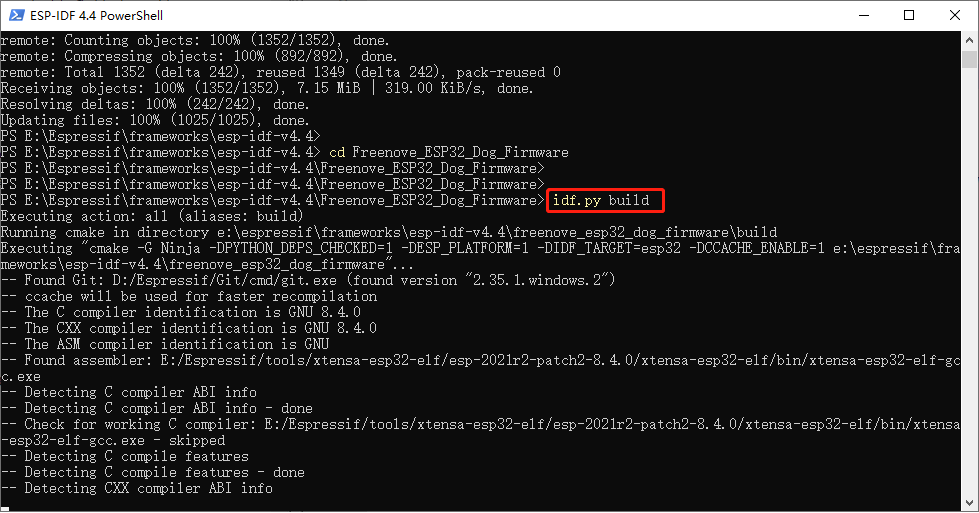 ESP-IDF 4.4 PowerShell
remote: Counting objects: 100% (1352/1352), done.
remote: Compressing objects: 100% (892/892), done.
remote: Total 1352 (delta 242), reused 1349 (delta 242), pack-reused 0
Receiving objects: 100% (1352/1352), 7.15 MiB | 319.00 KiB/s, done.
Resolving deltas: 100% (242/242), done.
Updating files: 100% (1025/1025), done.
PS E:\Espressif\frameworks\esp-idf-v4.4>
PS E:\Espressif\frameworks\esp-idf-v4.4> cd Freenove_ESP32_Dog_Firmware
PS E:\Espressif\frameworks\esp-idf-v4.4\Freenove_ESP32_Dog_Firmware>
PS E:\Espressif\frameworks\esp-idf-v4.4\Freenove_ESP32_Dog_Firmware>
PS E:\Espressif\frameworks\esp-idf-v4.4\Freenove_ESP32_Dog_Firmware> idf.py build
Executing action: all (aliases: build)
Running cmake in directory e:\espressif\frameworks\esp-idf-v4.4\freenove_esp32_dog_firmware\build
Executing "cmake -G Ninja -DPYTHON_DEPS_CHECKED=1 -DESP_PLATFORM=1 -DIDF_TARGET=esp32 -DCCACHE_ENABLE=1 e:\espressif\fra
meworks\esp-idf-v4.4\freenove_esp32_dog_firmware"...
-- Found Git: D:/Espressif/Git/cmd/git.exe (found version "2.35.1.windows.2")
-- ccache will be used for faster recompilation
-- The C compiler identification is GNU 8.4.0
-- The CXX compiler identification is GNU 8.4.0
-- The ASM compiler identification is GNU
-- Found assembler: E:/Espressif/tools/xtensa-esp32-elf/esp-2021r2-patch2-8.4.0/xtensa-esp32-elf/bin/xtensa-esp32-elf-gc
c.exe
-- Detecting C compiler ABI info
-- Detecting C compiler ABI info - done
-- Check for working C compiler: E:/Espressif/tools/xtensa-esp32-elf/esp-2021r2-patch2-8.4.0/xtensa-esp32-elf/bin/xtensa
-esp32-elf-gcc.exe - skipped
-- Detecting C compile features
-- Detecting C compile features - done
-- Detecting CXX compiler ABI info